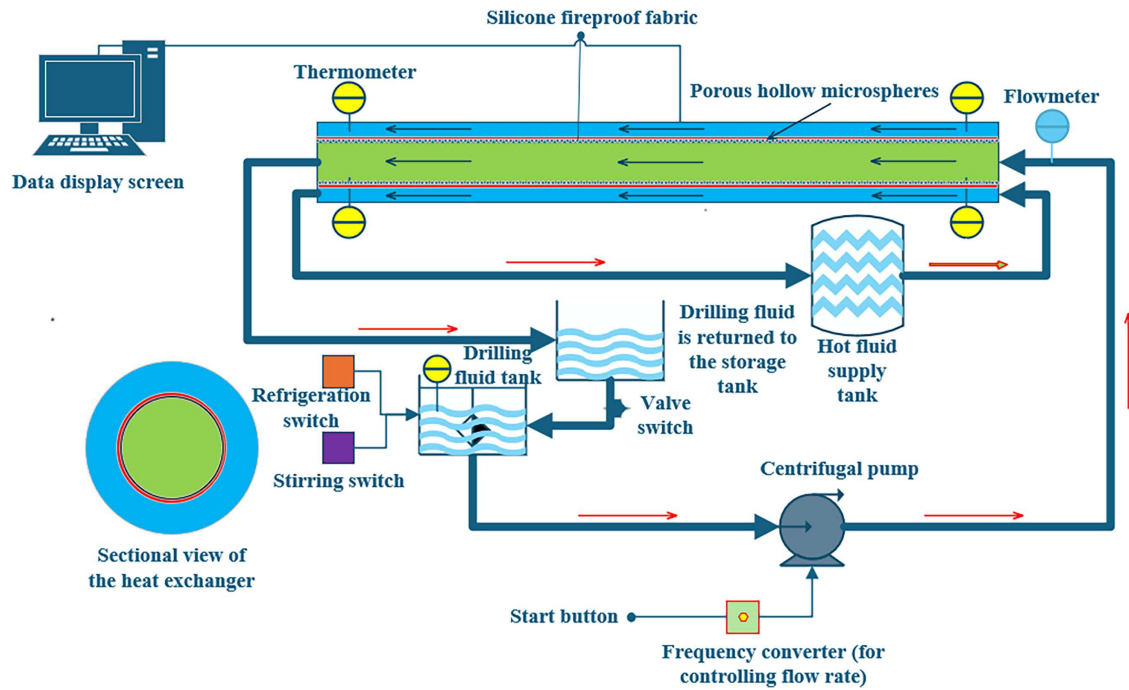 Silicone fireproof fabric
Thermometer
Porous hollow microspheres
Flowmeter
Data display screen
Drilling fluid
is returned to
the storage
tank
Hot fluid
supply
tank
Drilling
fluid tank
Refrigeration
switch
Valve
switch
Stirring switch
Centrifugal pump
Sectional view of
the heat exchanger
Start button
Frequency converter (for
controlling flow rate)